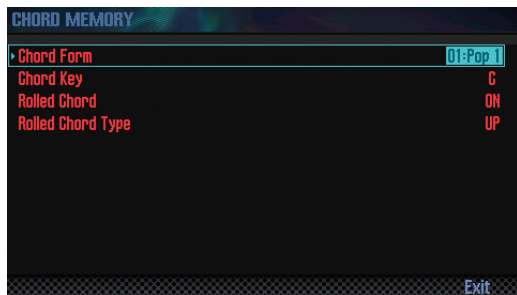 CHORD MEMORY
Chord Form 01:Pop 1
Chord Key C
Rolled Chord ON
Rolled Chord Type UP
Exit